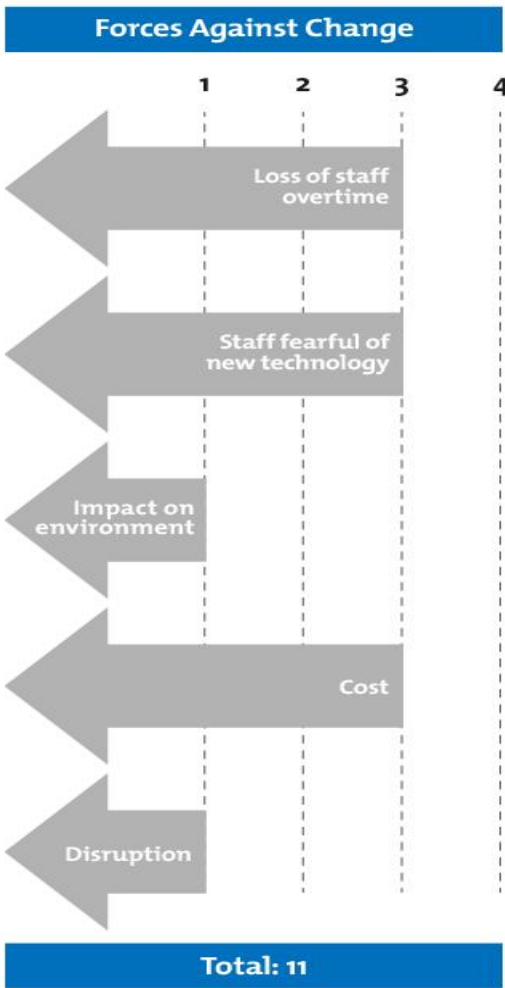 Forces Against Change
1 2 3 4
Loss of staff
overtime
Staff fearful of
new technology
Impact on
environment
Cost
Disruption
Total: 11